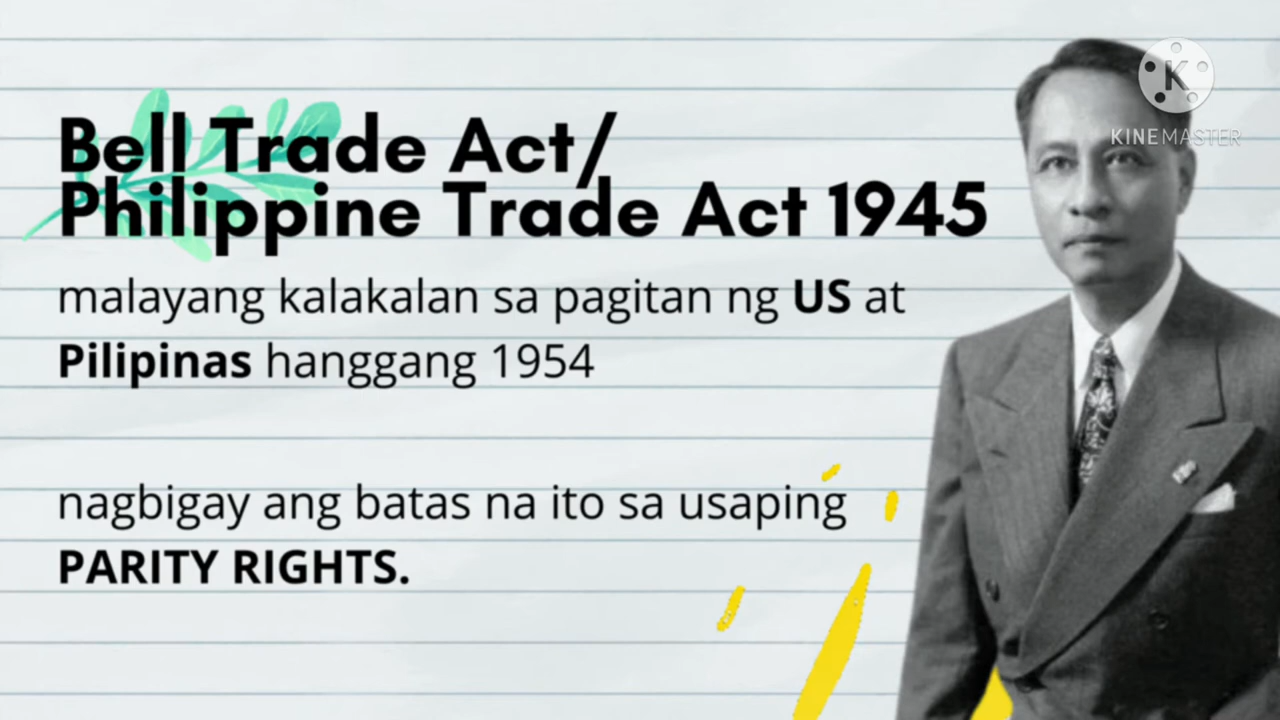 Bell Trade Act/
Philippine Trade Act 1945
malayang kalakalan sa pagitan ng US at
Pilipinas hanggang 1954
nagbigay ang batas na ito sa usaping
PARITY RIGHTS.
K
KINEMASTER